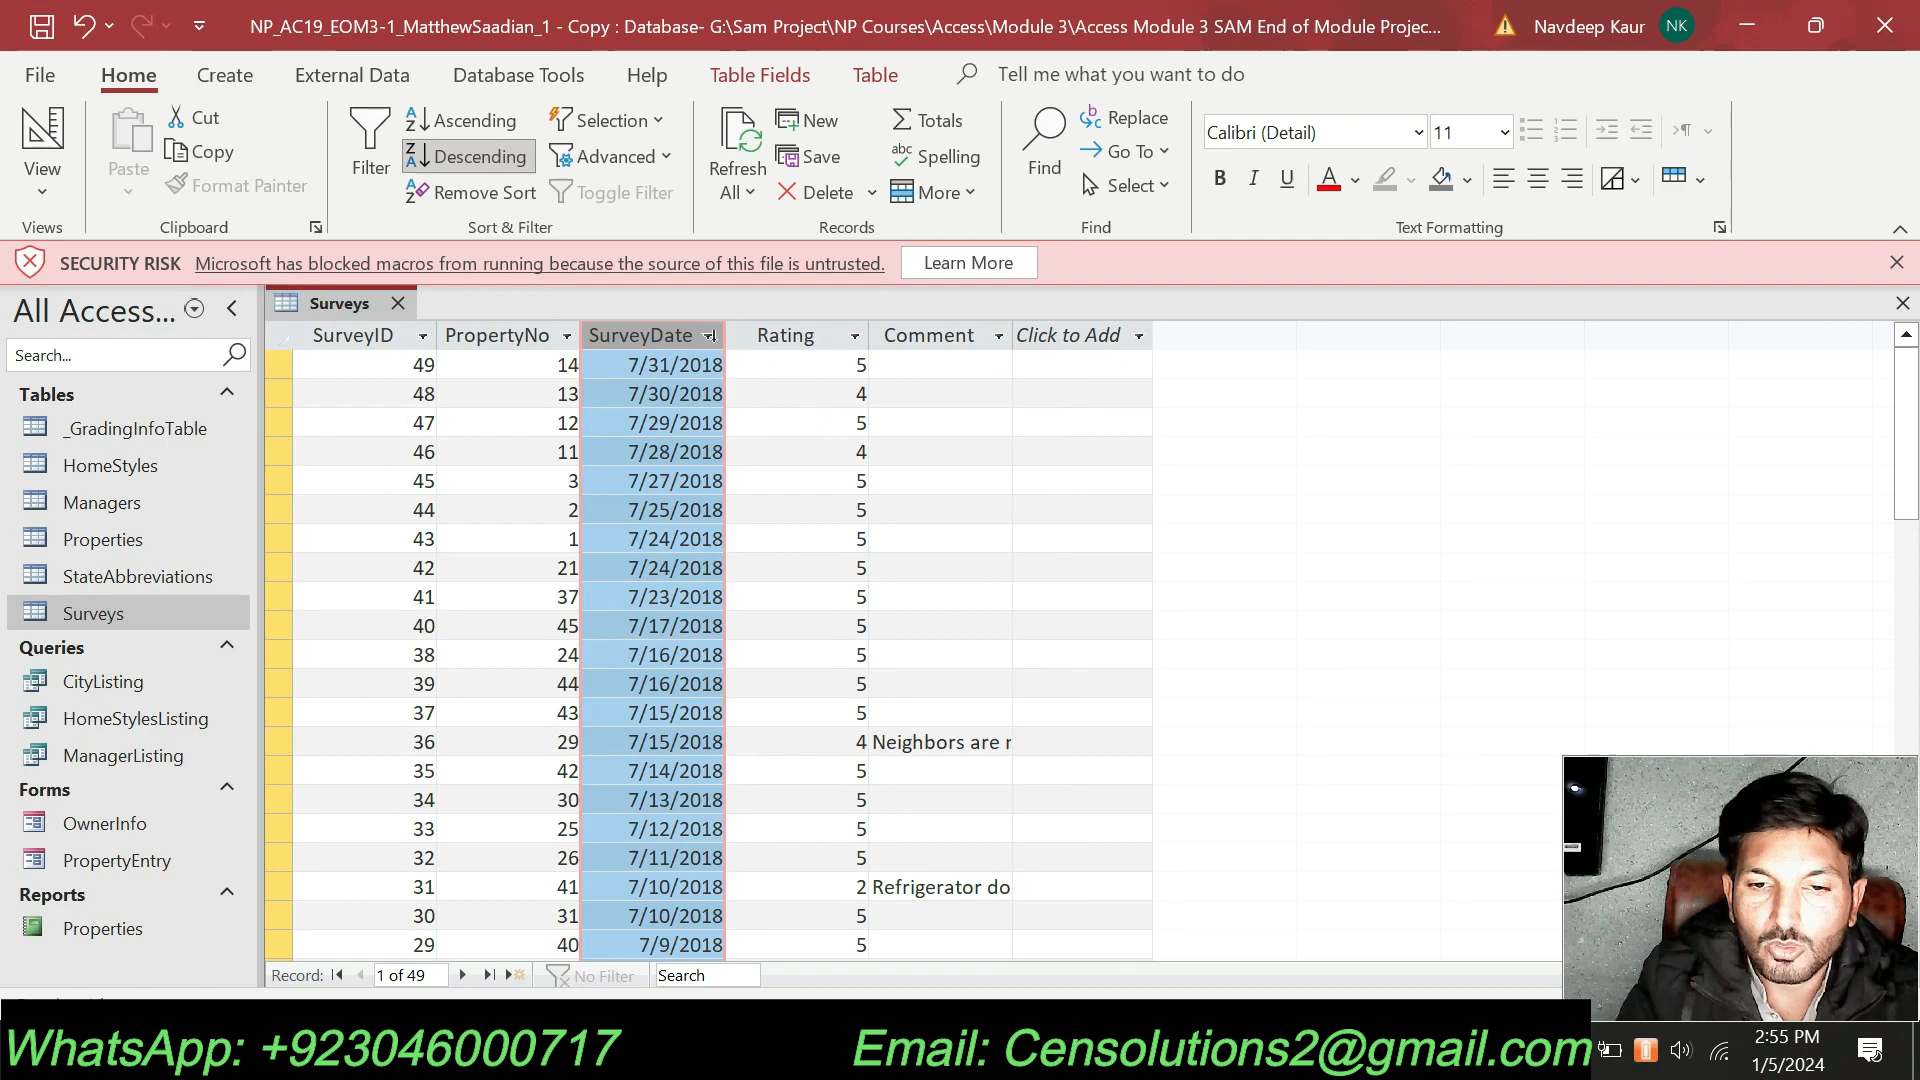 NP_AC19_EOM3-1_MatthewSaadian_1 - Copy : Database- G:\Sam Project\NP Courses\Access\Module 3\Access Module 3 SAM End of Module Projec...
Navdeep Kaur
NK
File
Home
Create
External Data
Database Tools
Help
Table Fields
Table
Tell me what you want to do
View
Views
Paste
Cut
Copy
Format Painter
Clipboard
Filter
Ascending
Descending
Remove Sort
Selection
Advanced
Toggle Filter
Sort & Filter
Refresh
All
New
Save
Delete
Totals
Spelling
More
Records
Find
Replace
Go To
Select
Find
Calibri (Detail)
11
B I U
Text Formatting
SECURITY RISK Microsoft has blocked macros from running because the source of this file is untrusted.
Learn More
All Access...
Search...
Tables
_GradingInfoTable
HomeStyles
Managers
Properties
StateAbbreviations
Surveys
Queries
CityListing
HomeStylesListing
ManagerListing
Forms
OwnerInfo
PropertyEntry
Reports
Properties
Surveys
SurveyID PropertyNo SurveyDate Rating Comment Click to Add
49 14 7/31/2018 5
48 13 7/30/2018 4
47 12 7/29/2018 5
46 11 7/28/2018 4
45 3 7/27/2018 5
44 2 7/25/2018 5
43 1 7/24/2018 5
42 21 7/24/2018 5
41 37 7/23/2018 5
40 45 7/17/2018 5
38 24 7/16/2018 5
39 44 7/16/2018 5
37 43 7/15/2018 5
36 29 7/15/2018 4 Neighbors are r
35 42 7/14/2018 5
34 30 7/13/2018 5
33 25 7/12/2018 5
32 26 7/11/2018 5
31 41 7/10/2018 2 Refrigerator do
30 31 7/10/2018 5
29 40 7/9/2018 5
Record: 1 of 49 No Filter Search
WhatsApp: +923046000717 Email: Censolutions2@gmail.com
2:55 PM
1/5/2024